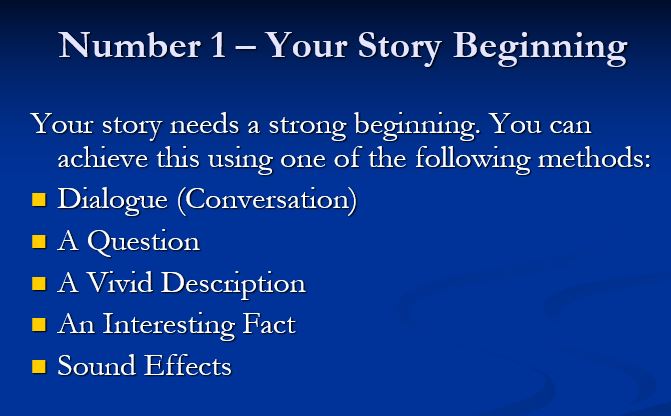 Number 1 – Your Story Beginning
Your story needs a strong beginning. You can
achieve this using one of the following methods:
Dialogue (Conversation)
A Question
A Vivid Description
An Interesting Fact
Sound Effects